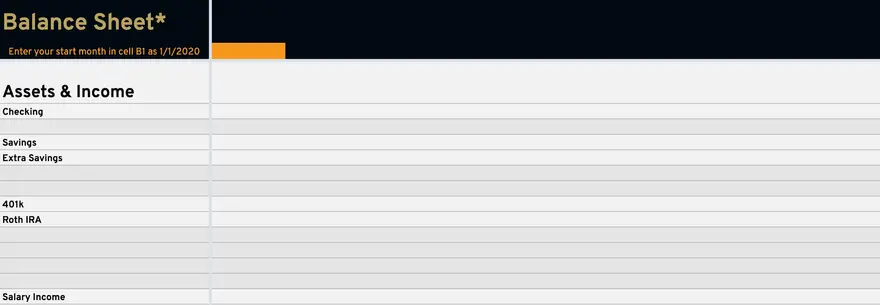 Balance Sheet*
Enter your start month in cell B1 as 1/1/2020
Assets & Income
Checking
Savings
Extra Savings
401k
Roth IRA
Salary Income